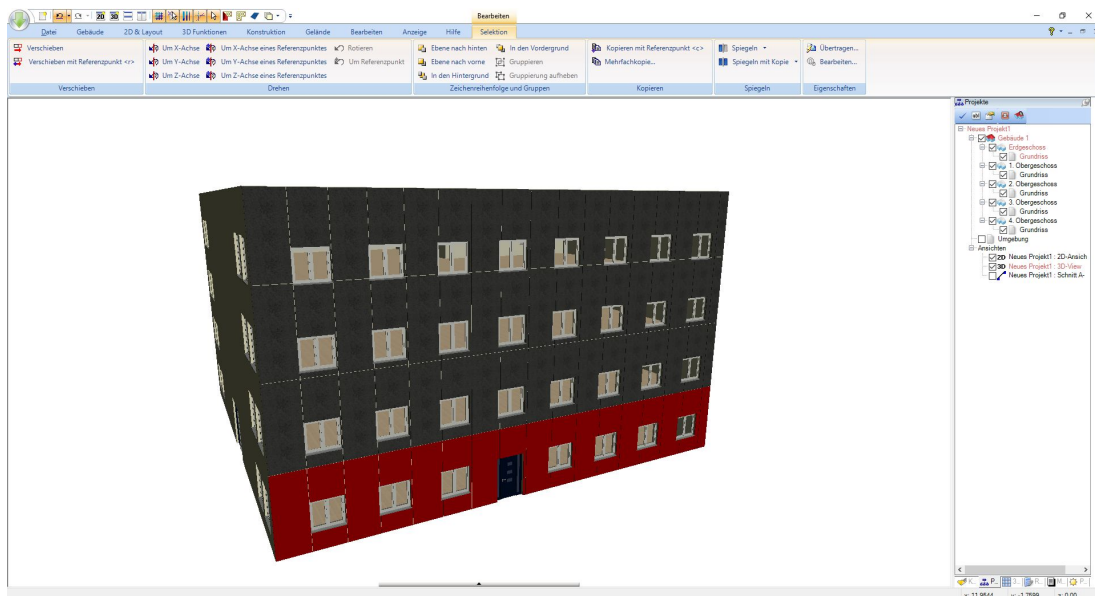 2D 3D
Bearbeiten
Datei Gebäude 2D & Layout 3D Funktionen Konstruktion Gelände Bearbeiten Anzeige Hilfe Selektion
Verschieben Um X-Achse Um X-Achse eines Referenzpunktes Rotieren Ebene nach hinten In den Vordergrund Kopieren mit Referenzpunkt <c> Spiegeln Übertragen...
Verschieben mit Referenzpunkt <r> Um Y-Achse Um Y-Achse eines Referenzpunktes Um Referenzpunkt Ebene nach vorne Gruppieren Mehrfachkopie... Spiegeln mit Kopie Bearbeiten...
Um Z-Achse Um Z-Achse eines Referenzpunktes In den Hintergrund Gruppierung aufheben
Verschieben Drehen Zeichenreihenfolge und Gruppen Kopieren Spiegeln Eigenschaften
Projekte
Neues Projekt1
Gebäude 1
Erdgeschoss
Grundriss
1. Obergeschoss
Grundriss
2. Obergeschoss
Grundriss
3. Obergeschoss
Grundriss
4. Obergeschoss
Grundriss
Umgebung
Ansichten
2D Neues Projekt1 : 2D-Ansich
3D Neues Projekt1 : 3D-View
Neues Projekt1 : Schnitt A-
K... P... 3... R... M... P...